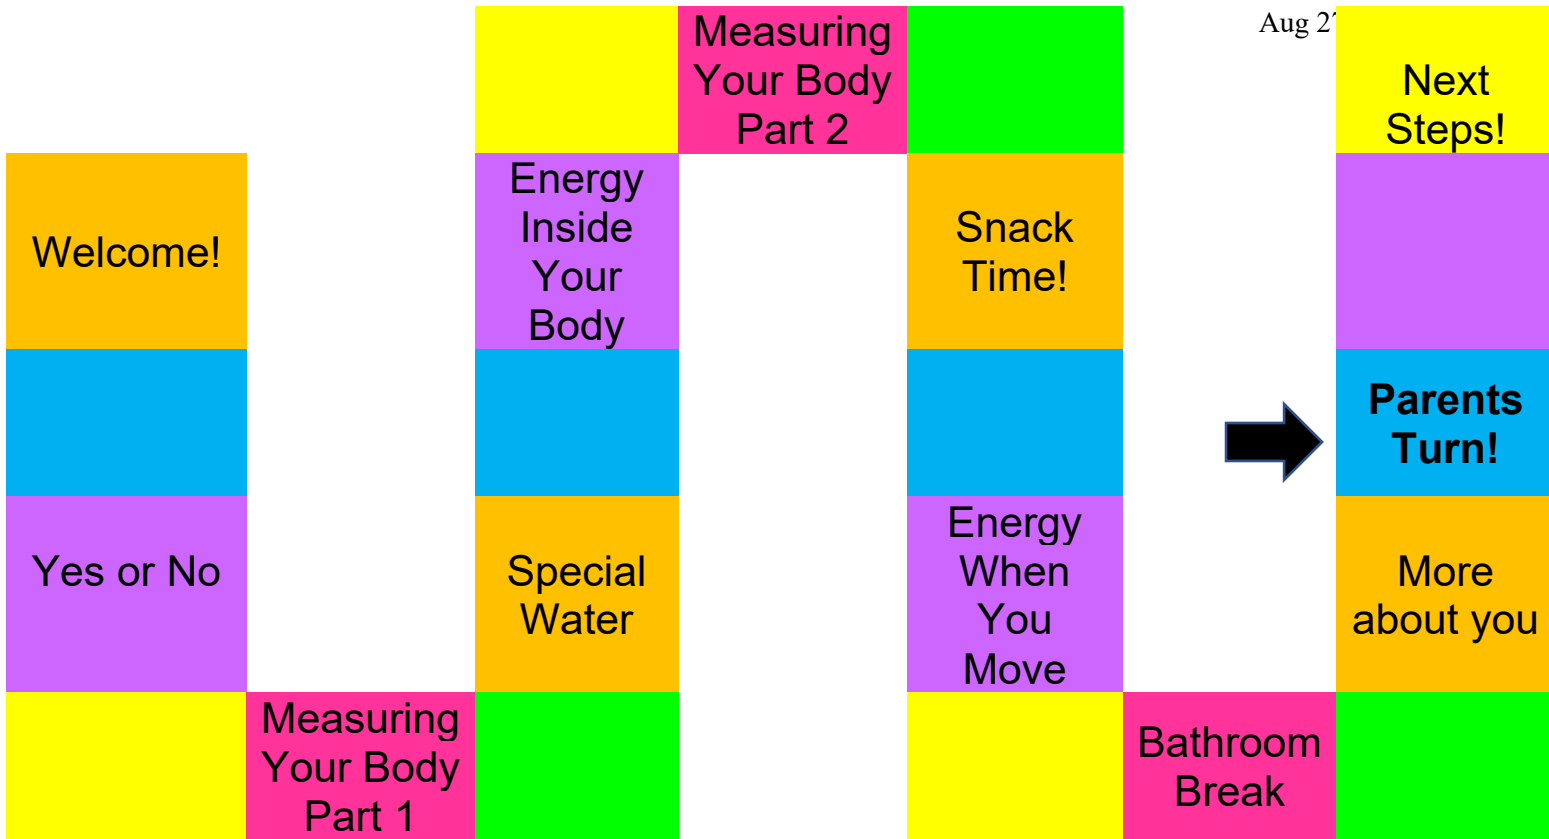 Measuring
Your Body
Part 2
Aug 27
Next
Steps!
Welcome!
Energy
Inside
Your
Body
Snack
Time!
Parents
Turn!
Yes or No
Special
Water
Energy
When
You
Move
More
about you
Measuring
Your Body
Part 1
Bathroom
Break